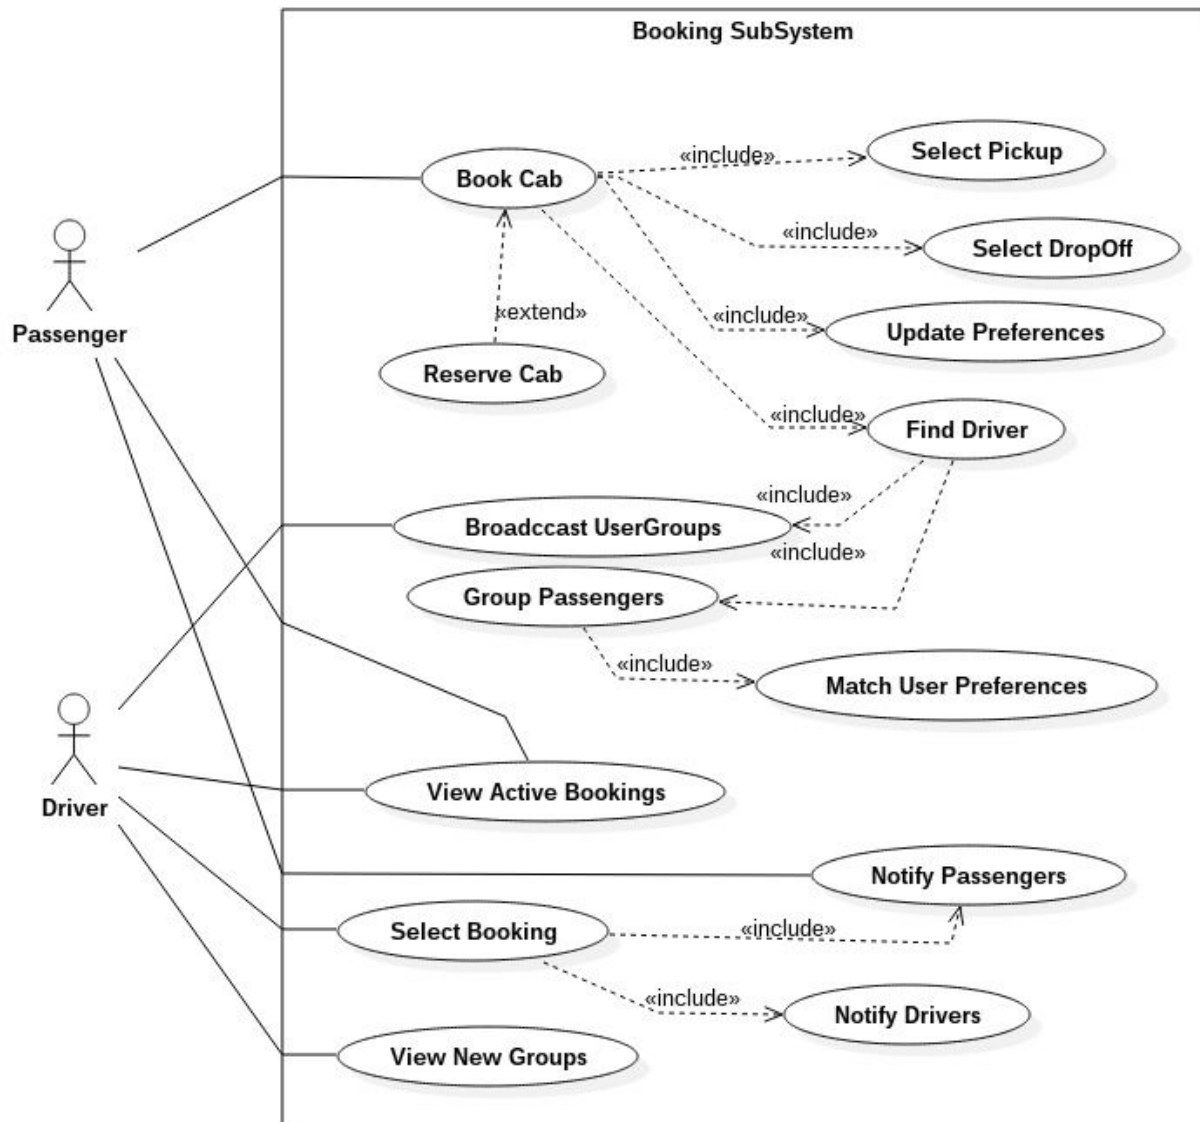 Booking SubSystem
Select Pickup
«include»
Book Cab
Select DropOff
«include»
Passenger
«extend»
«include»
Update Preferences
Reserve Cab
«include»
Find Driver
«include»
Broadccast UserGroups
«include»
Group Passengers
«include»
Match User Preferences
View Active Bookings
Driver
Notify Passengers
Select Booking
«include»
«include»
Notify Drivers
View New Groups